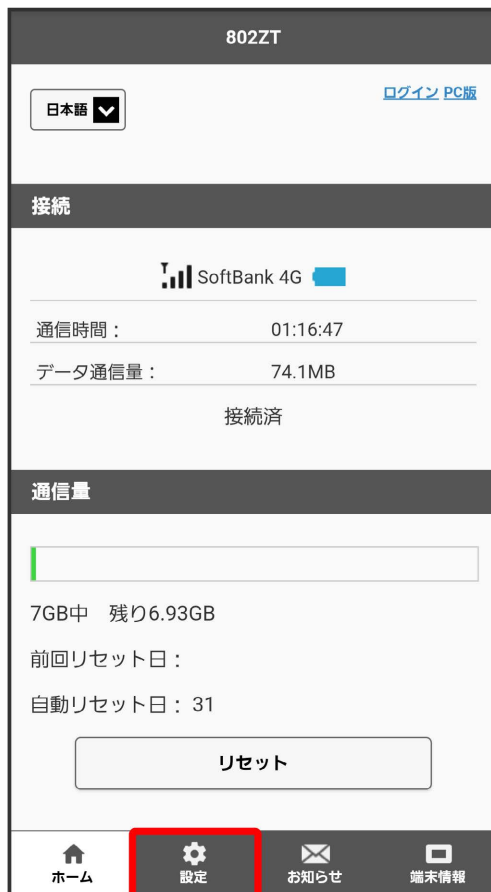 802ZT
日本語
ログイン PC版
接続
SoftBank 4G
通信時間： 01:16:47
データ通信量： 74.1MB
接続済
通信量
7GB中　残り6.93GB
前回リセット日：
自動リセット日： 31
リセット
ホーム 設定 お知らせ 端末情報